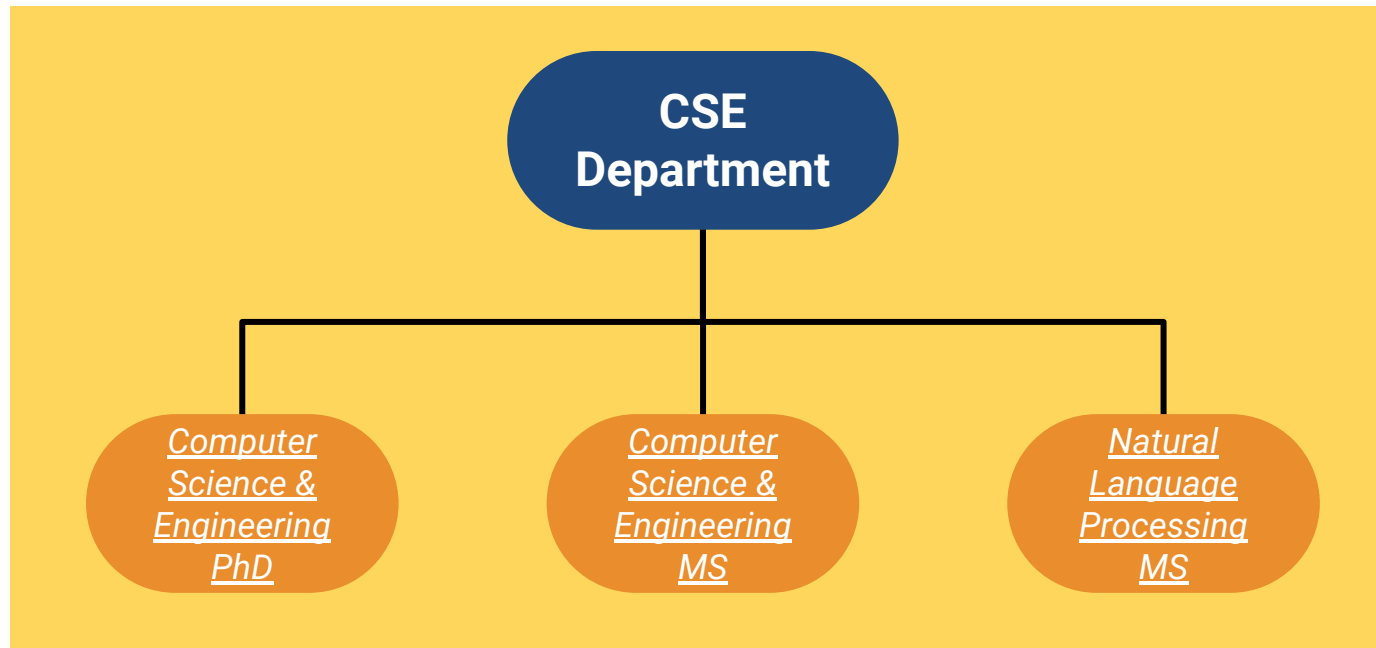 CSE
Department
Computer
Science &
Engineering
PhD
Computer
Science &
Engineering
MS
Natural
Language
Processing
MS